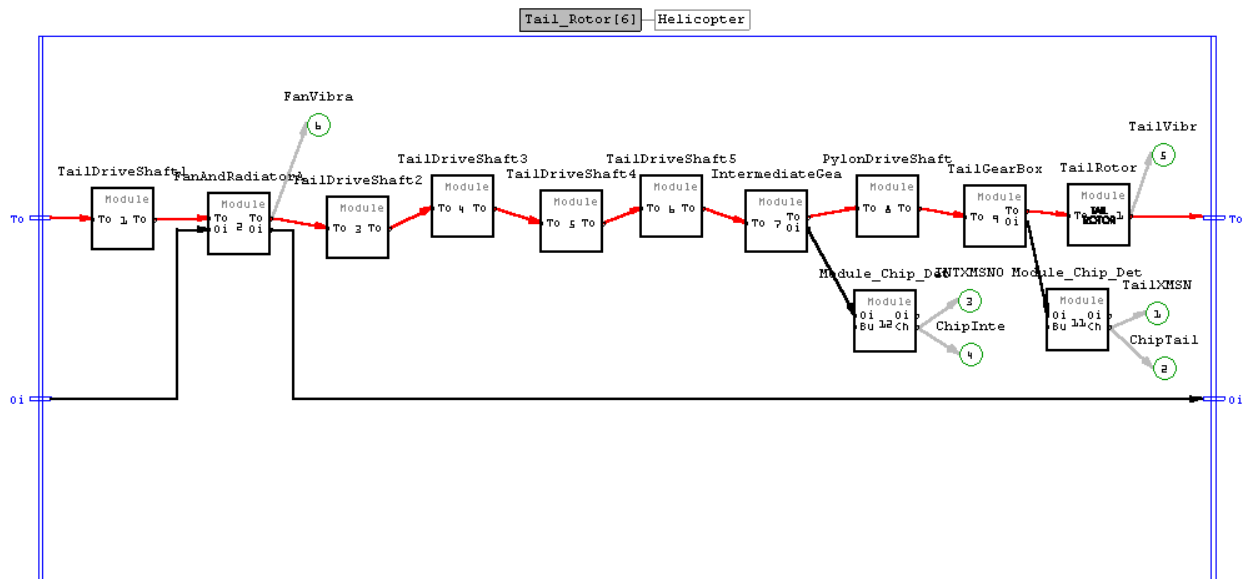 Tail_Rotor[6] Helicopter
FanVibra
6
TailVibr
5
TailDriveShaft1
Module
To 1 To
FanAndRadiatorA
Module
To To
Oi 2 Oi
TailDriveShaft2
Module
To 3 To
TailDriveShaft3
Module
To 4 To
TailDriveShaft4
Module
To 5 To
TailDriveShaft5
Module
To 6 To
IntermediateGea
Module
To
To 7 Oi
PylonDriveShaft
Module
To 8 To
TailGearBox
Module
To
To 9 Oi
TailRotor
Module
TAIL
ROTOR
To
To
Module_Chip_Det
Module
Oi Oi
Bu 12 Ch
INTXMSNO
3
ChipInte
4
Module_Chip_Det
Module
Oi Oi
Bu 11 Ch
TailXMSN
1
ChipTail
2
Oi
Oi